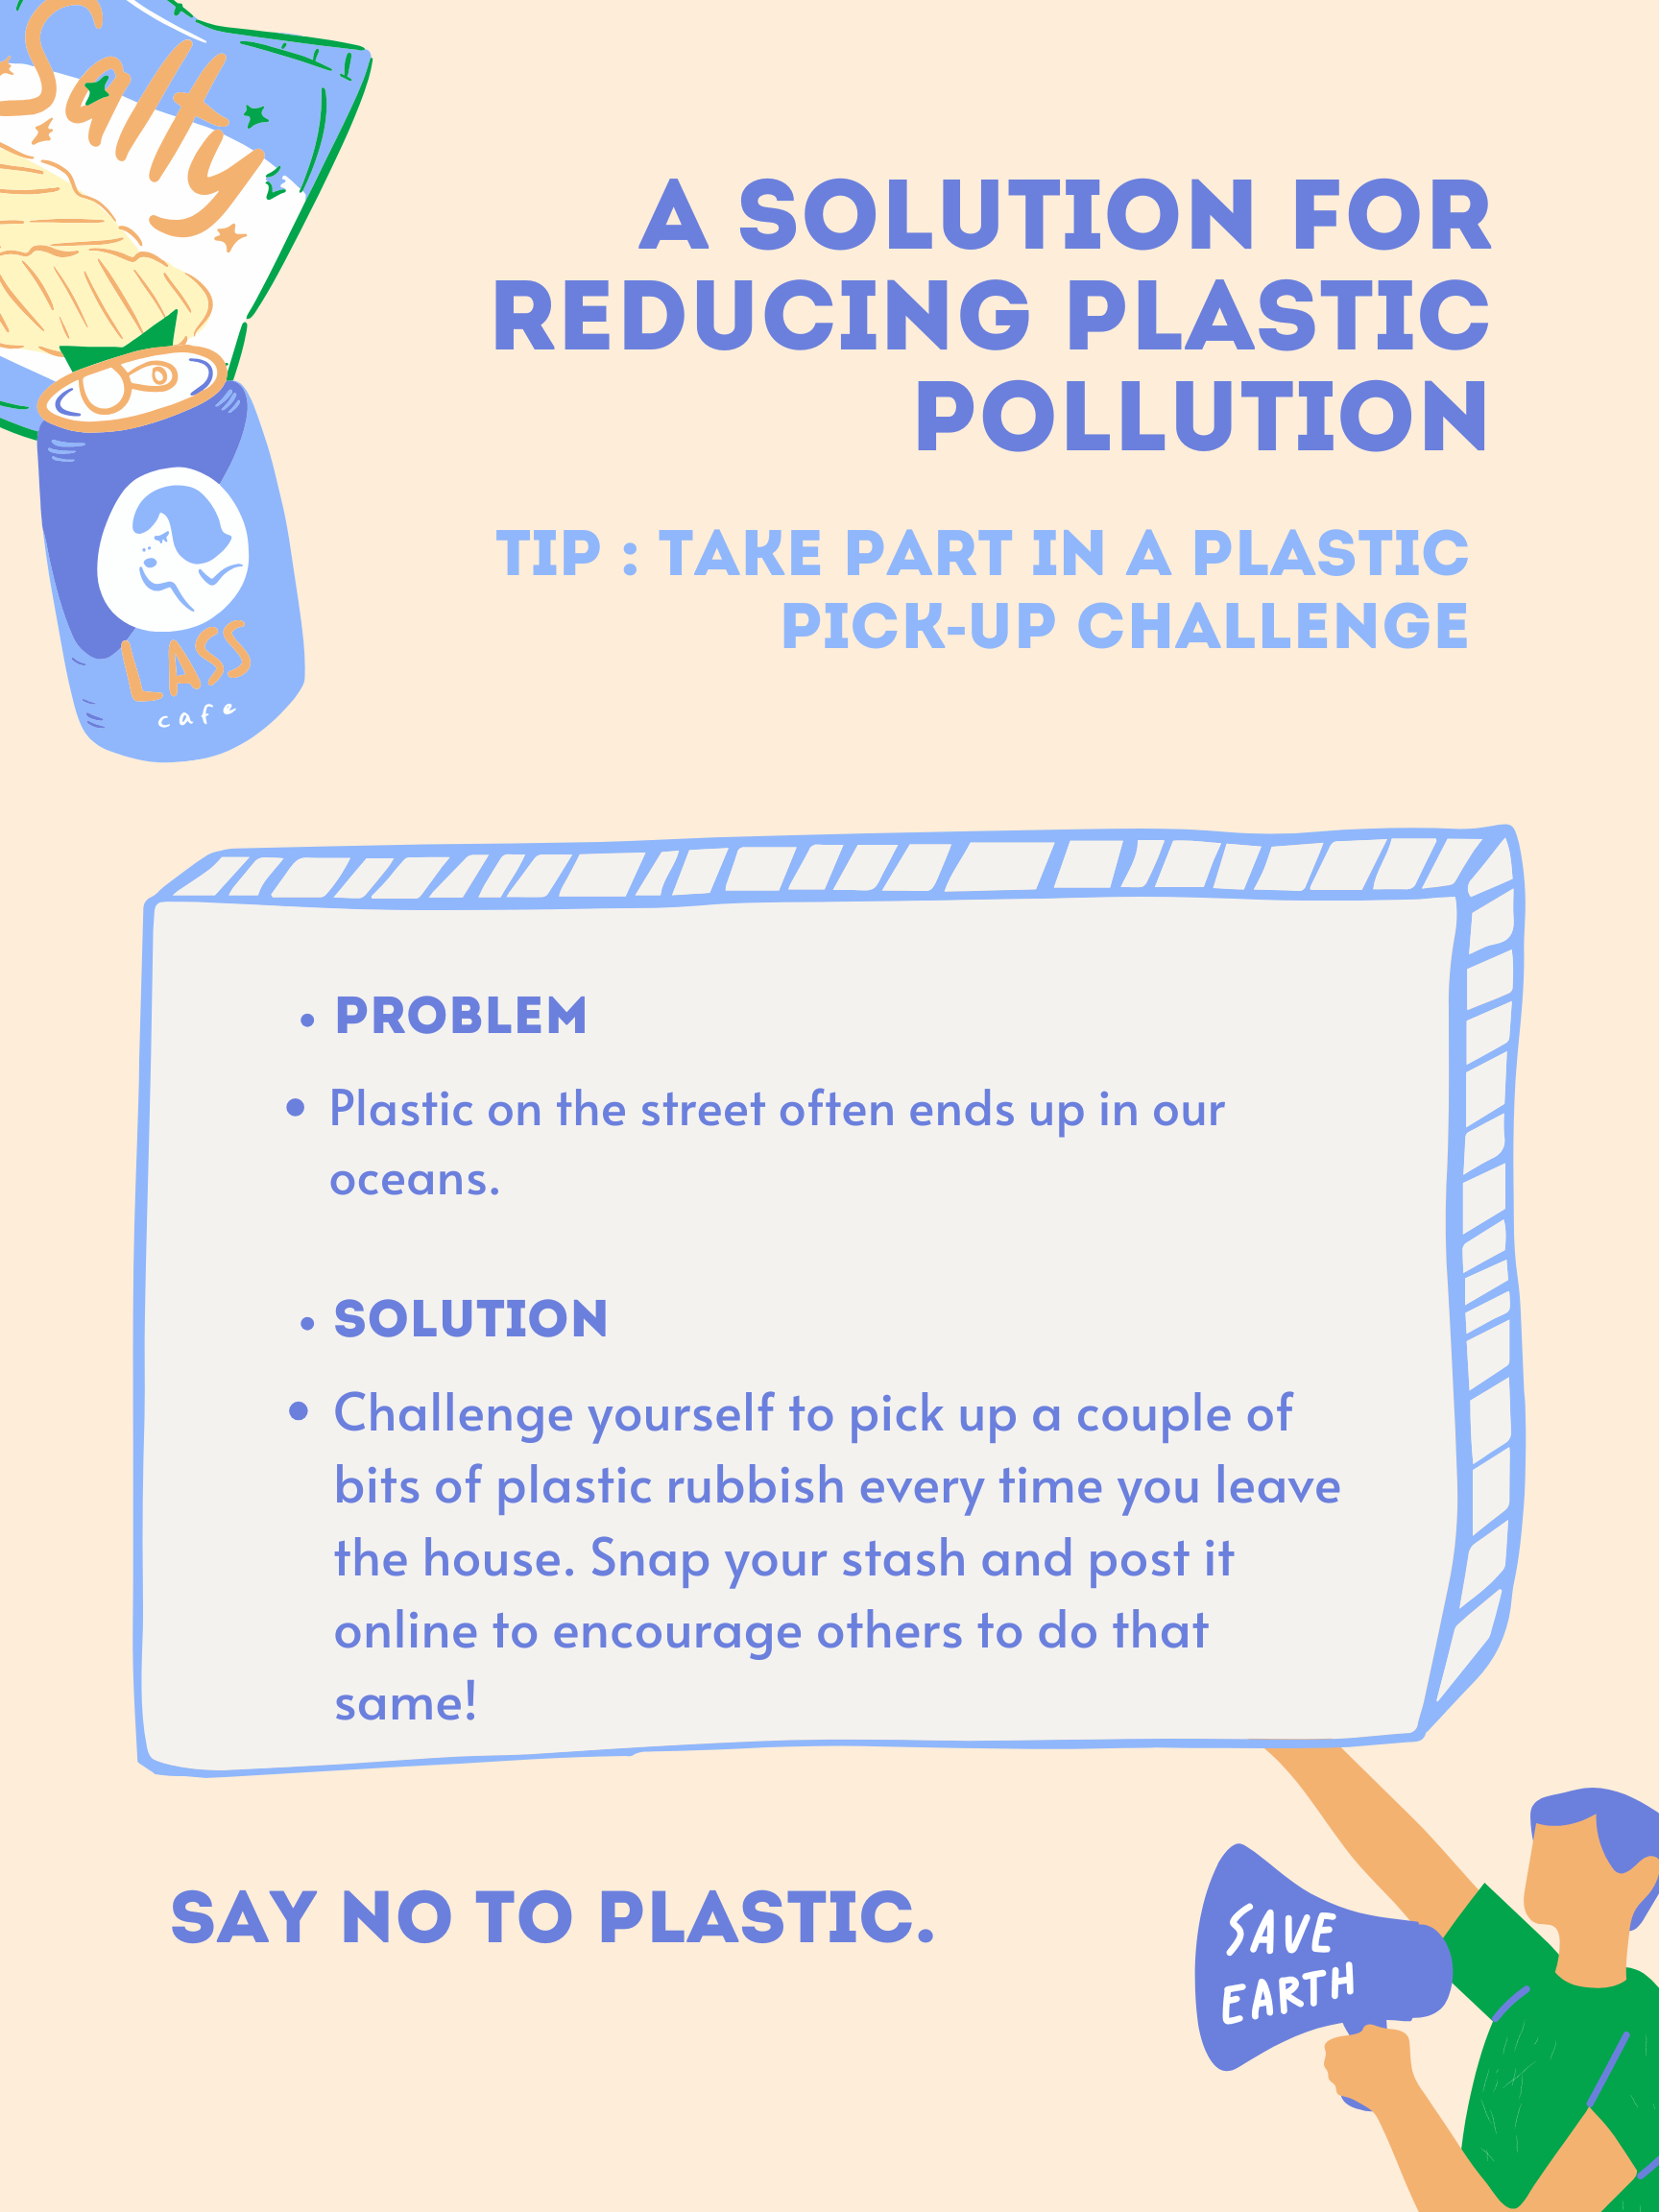 Salty
A SOLUTION FOR
REDUCING PLASTIC
POLLUTION
TIP : TAKE PART IN A PLASTIC
PICK-UP CHALLENGE
LASS
cafe
• PROBLEM
• Plastic on the street often ends up in our
oceans.
• SOLUTION
• Challenge yourself to pick up a couple of
bits of plastic rubbish every time you leave
the house. Snap your stash and post it
online to encourage others to do that
same!
SAY NO TO PLASTIC.
SAVE
EARTH